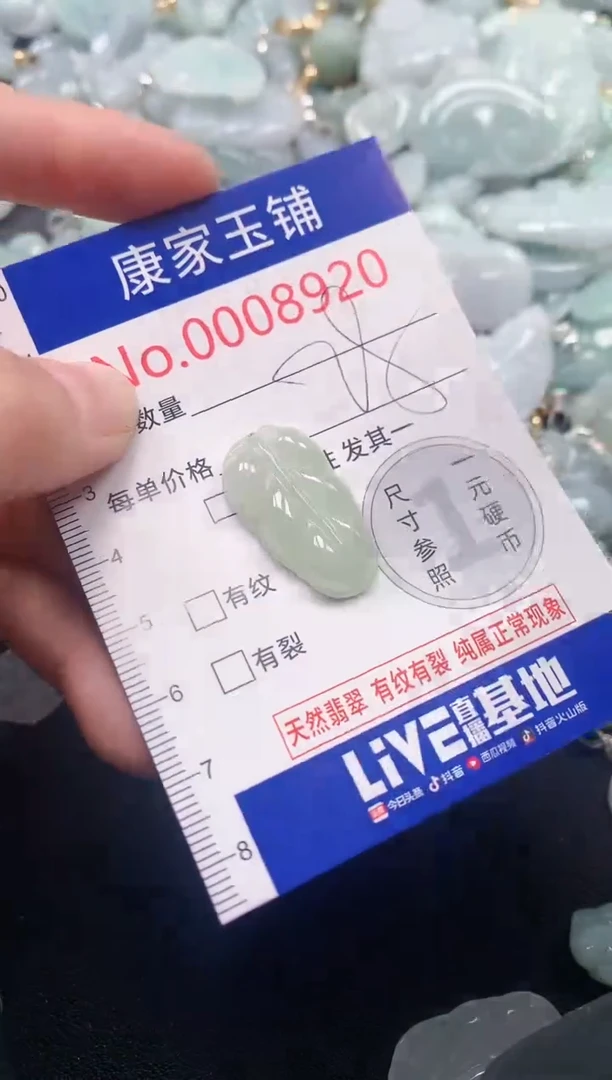 康家玉铺
No.0008920
数量
每单价格
发其一
有纹
有裂
一元硬币
1
尺寸参照
天然翡翠 有纹有裂 纯属正常现象
LiVE直播基地
今日头条 抖音 西瓜视频 抖音火山版
3
4
5
6
7
8